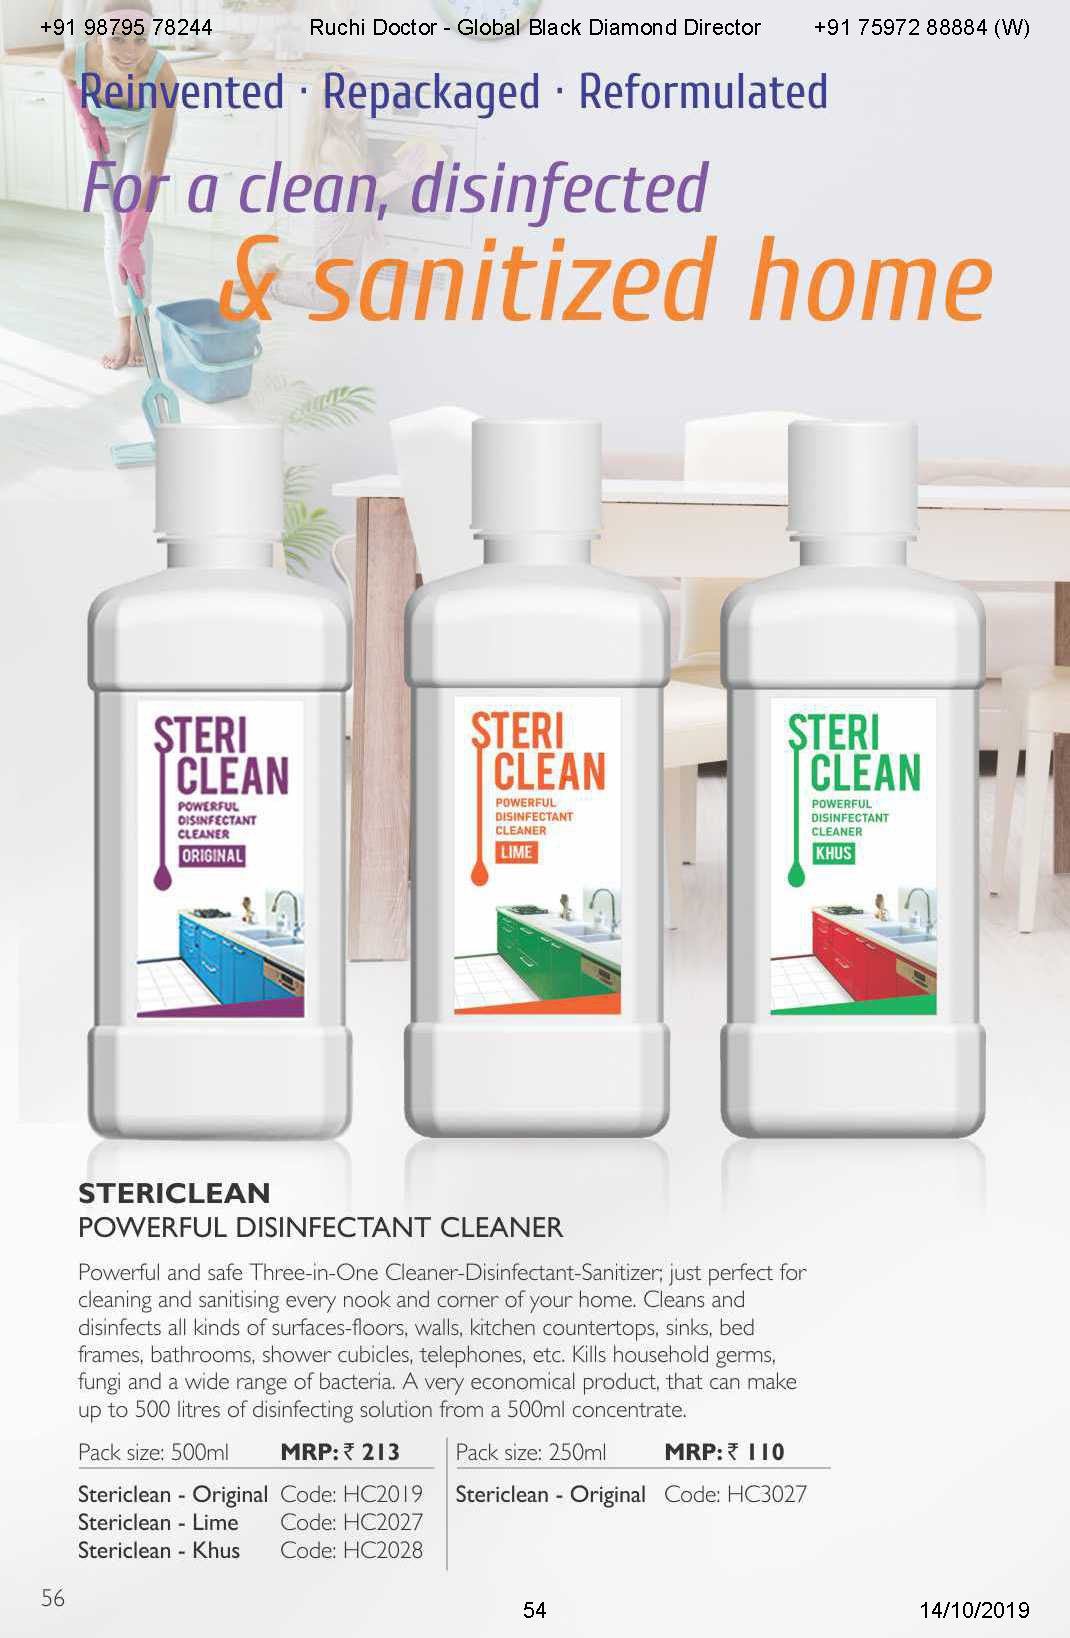 +91 98795 78244 Ruchi Doctor - Global Black Diamond Director +91 75972 88884 (W)
Reinvented · Repackaged · Reformulated
For a clean, disinfected
& sanitized home
STERI
CLEAN
POWERFUL
DISINFECTANT
CLEANER
ORIGINAL
STERI
CLEAN
POWERFUL
DISINFECTANT
CLEANER
LIME
STERI
CLEAN
POWERFUL
DISINFECTANT
CLEANER
KHUS
STERICLEAN
POWERFUL DISINFECTANT CLEANER
Powerful and safe Three-in-One Cleaner-Disinfectant-Sanitizer; just perfect for
cleaning and sanitising every nook and corner of your home. Cleans and
disinfects all kinds of surfaces-floors, walls, kitchen countertops, sinks, bed
frames, bathrooms, shower cubicles, telephones, etc. Kills household germs,
fungi and a wide range of bacteria. A very economical product, that can make
up to 500 litres of disinfecting solution from a 500ml concentrate.
Pack size: 500ml MRP: ₹ 213
Stericlean - Original Code: HC2019
Stericlean - Lime Code: HC2027
Stericlean - Khus Code: HC2028
Pack size: 250ml MRP: ₹ 110
Stericlean - Original Code: HC3027
56
54
14/10/2019